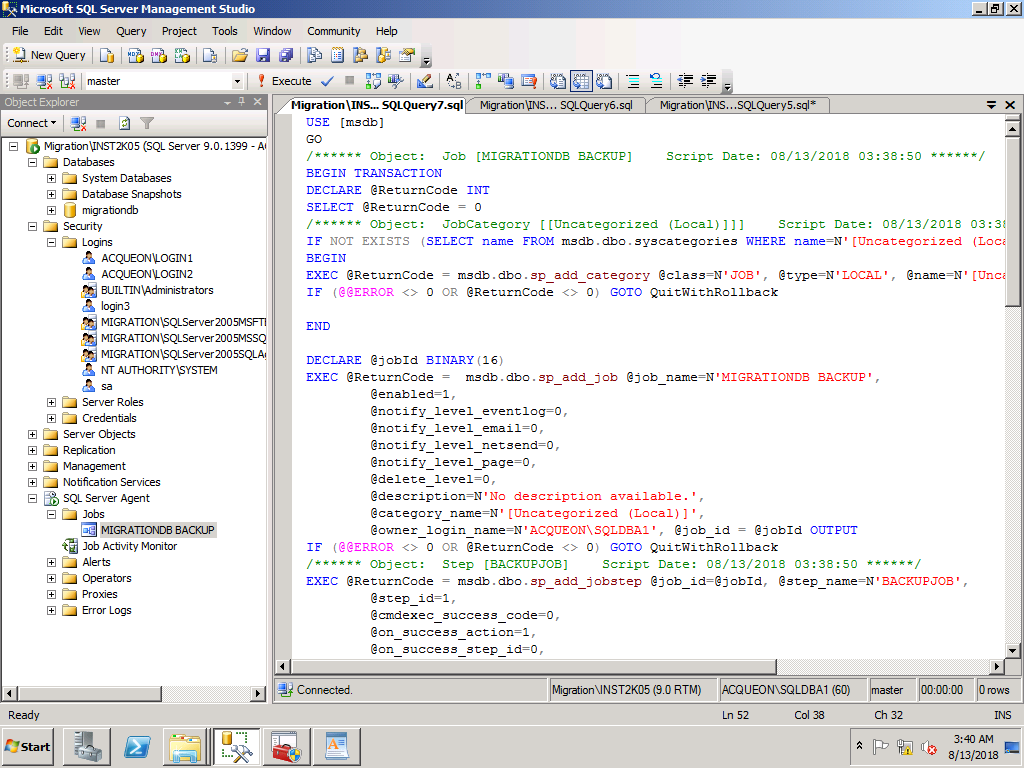 Microsoft SQL Server Management Studio
File Edit View Query Project Tools Window Community Help
New Query
master Execute
Object Explorer
Connect
Migration\INST2K05 (SQL Server 9.0.1399 - A
Databases
System Databases
Database Snapshots
migrationdb
Security
Logins
ACQUEON\LOGIN1
ACQUEON\LOGIN2
BUILTIN\Administrators
login3
MIGRATION\SQLServer2005MSFTE
MIGRATION\SQLServer2005MSSQ
MIGRATION\SQLServer2005SQLAg
NT AUTHORITY\SYSTEM
sa
Server Roles
Credentials
Server Objects
Replication
Management
Notification Services
SQL Server Agent
Jobs
MIGRATIONDB BACKUP
Job Activity Monitor
Alerts
Operators
Proxies
Error Logs
Migration\INS... SQLQuery7.sql Migration\INS... SQLQuery6.sql Migration\INS...SQLQuery5.sql*
USE [msdb]
GO
/****** Object:  Job [MIGRATIONDB BACKUP]    Script Date: 08/13/2018 03:38:50 ******/
BEGIN TRANSACTION
DECLARE @ReturnCode INT
SELECT @ReturnCode = 0
/****** Object:  JobCategory [[Uncategorized (Local)]]]    Script Date: 08/13/2018 03:38
IF NOT EXISTS (SELECT name FROM msdb.dbo.syscategories WHERE name=N'[Uncategorized (Loca
BEGIN
EXEC @ReturnCode = msdb.dbo.sp_add_category @class=N'JOB', @type=N'LOCAL', @name=N'[Unca
IF (@@ERROR <> 0 OR @ReturnCode <> 0) GOTO QuitWithRollback
END
DECLARE @jobId BINARY(16)
EXEC @ReturnCode =  msdb.dbo.sp_add_job @job_name=N'MIGRATIONDB BACKUP',
@enabled=1,
@notify_level_eventlog=0,
@notify_level_email=0,
@notify_level_netsend=0,
@notify_level_page=0,
@delete_level=0,
@description=N'No description available.',
@category_name=N'[Uncategorized (Local)]',
@owner_login_name=N'ACQUEON\SQLDBA1', @job_id = @jobId OUTPUT
IF (@@ERROR <> 0 OR @ReturnCode <> 0) GOTO QuitWithRollback
/****** Object:  Step [BACKUPJOB]    Script Date: 08/13/2018 03:38:50 ******/
EXEC @ReturnCode = msdb.dbo.sp_add_jobstep @job_id=@jobId, @step_name=N'BACKUPJOB',
@step_id=1,
@cmdexec_success_code=0,
@on_success_action=1,
@on_success_step_id=0,
Connected. Migration\INST2K05 (9.0 RTM) ACQUEON\SQLDBA1 (60) master 00:00:00 0 rows
Ready Ln 52 Col 38 Ch 32 INS
Start
3:40 AM
8/13/2018